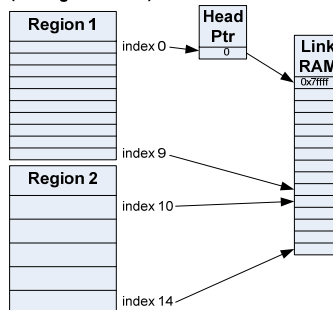 Region 1
index 0
Head
Ptr
0
Link
RAM
0x7ffff
index 9
Region 2
index 10
index 14